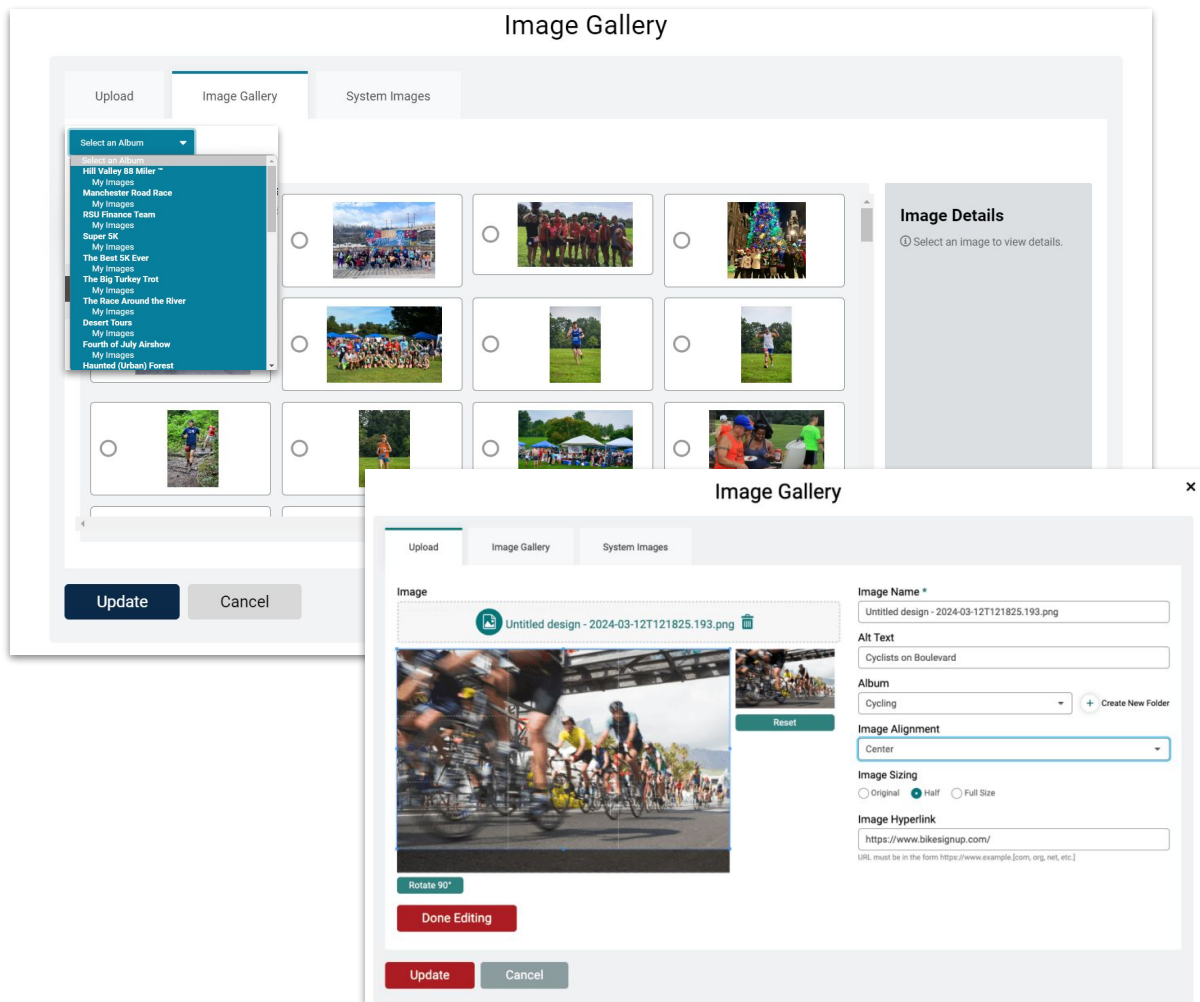 Image Gallery
Upload
Image Gallery
System Images
Select an Album
Select an Album
Hill Valley 88 Miler ™
My Images
Manchester Road Race
My Images
RSU Finance Team
My Images
Super 5K
My Images
The Best 5K Ever
My Images
The Big Turkey Trot
My Images
The Race Around the River
My Images
Desert Tours
My Images
Fourth of July Airshow
My Images
Haunted (Urban) Forest
Image Details
Select an image to view details.
Update
Cancel
Image Gallery
×
Upload
Image Gallery
System Images
Image
Untitled design - 2024-03-12T121825.193.png
Reset
Rotate 90°
Done Editing
Image Name *
Untitled design - 2024-03-12T121825.193.png
Alt Text
Cyclists on Boulevard
Album
Cycling
+ Create New Folder
Image Alignment
Center
Image Sizing
Original
Half
Full Size
Image Hyperlink
https://www.bikesignup.com/
URL must be in the form https://www.example.[com, org, net, etc.]
Update
Cancel